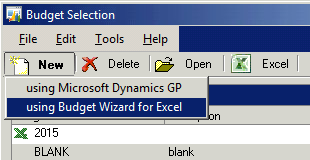 Budget Selection
File Edit Tools Help
New Delete Open Excel
using Microsoft Dynamics GP
using Budget Wizard for Excel
2015
BLANK blank